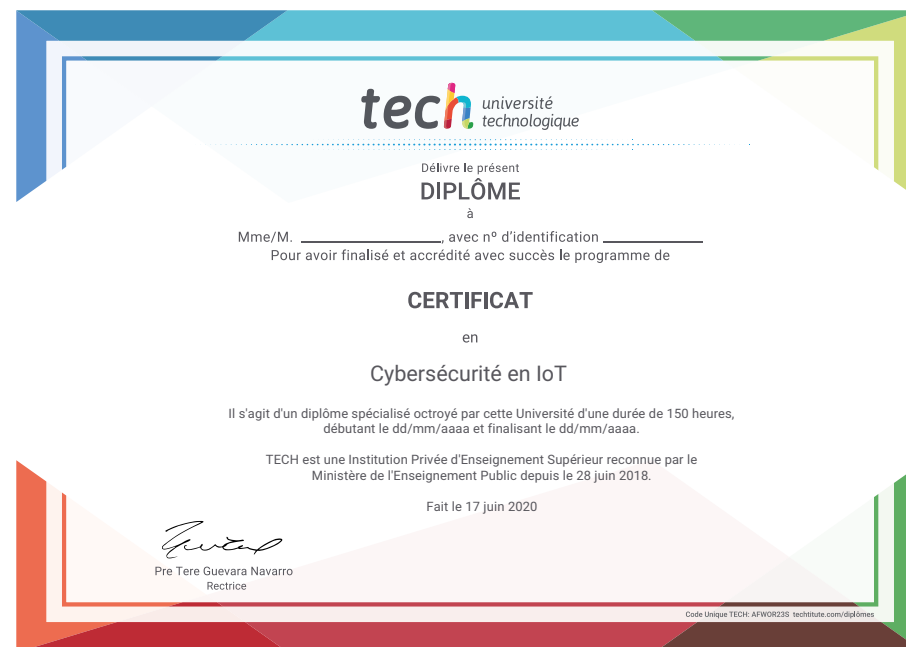 tech université
technologique
Délivre le présent
DIPLÔME
à
Mme/M. ____________________, avec nº d'identification ______________
Pour avoir finalisé et accrédité avec succès le programme de
CERTIFICAT
en
Cybersécurité en IoT
Il s'agit d'un diplôme spécialisé octroyé par cette Université d'une durée de 150 heures,
débutant le dd/mm/aaaa et finalisant le dd/mm/aaaa.
TECH est une Institution Privée d'Enseignement Supérieur reconnue par le
Ministère de l'Enseignement Public depuis le 28 juin 2018.
Fait le 17 juin 2020
Pre Tere Guevara Navarro
Rectrice
Code Unique TECH: AFWOR23S techtitute.com/diplômes